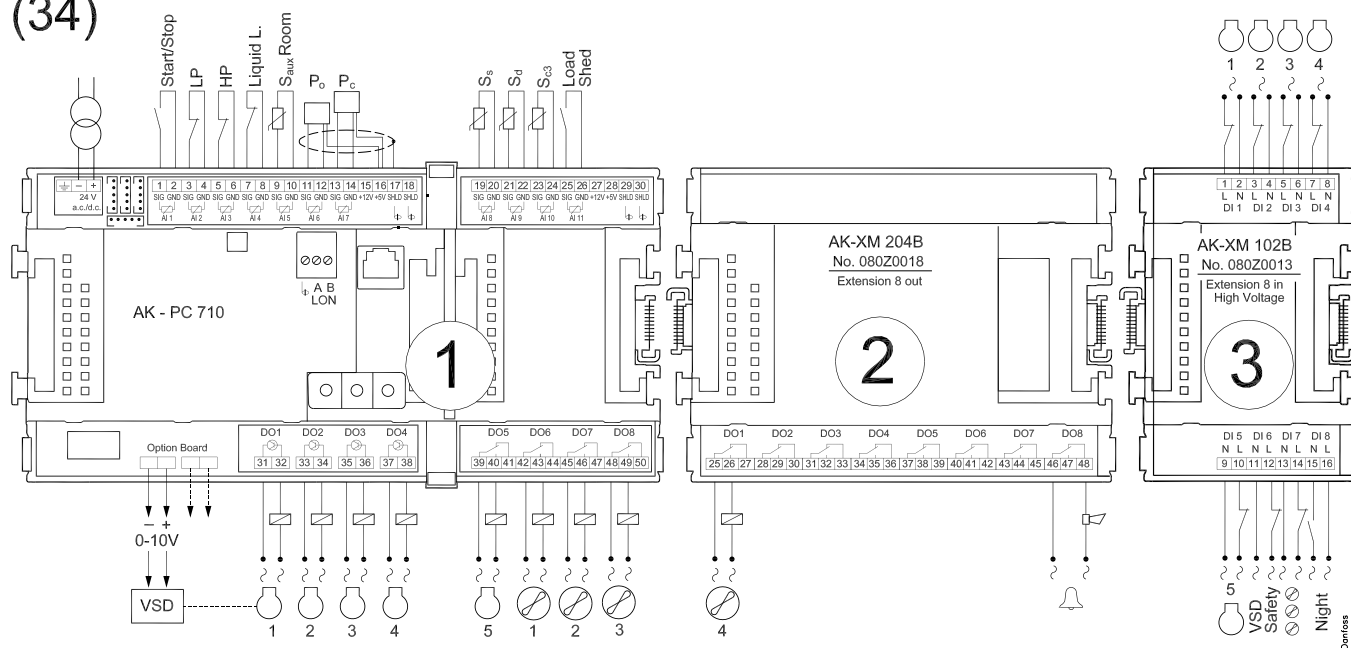 (34)
Start/Stop
LP
HP
Liquid L.
Saux Room
Po
Pc
Ss
Sd
Sc3
Load
Shed
1 2 3 4
− +
24 V
a.c./d.c.
1 2 3 4 5 6 7 8 9 10 11 12 13 14 15 16 17 18
SIG GND SIG GND SIG GND SIG GND SIG GND SIG GND SIG GND +12V +5V SHLD SHLD
AI 1 AI 2 AI 3 AI 4 AI 5 AI 6 AI 7
19 20 21 22 23 24 25 26 27 28 29 30
SIG GND SIG GND SIG GND SIG GND +12V +5V SHLD SHLD
AI 8 AI 9 AI 10 AI 11
1 2 3 4 5 6 7 8
L N L N L N L N
DI 1 DI 2 DI 3 DI 4
A B
LON
AK - PC 710
1
AK-XM 204B
No. 080Z0018
Extension 8 out
2
AK-XM 102B
No. 080Z0013
Extension 8 in
High Voltage
3
Option Board
DO1 DO2 DO3 DO4
31 32 33 34 35 36 37 38
DO5 DO6 DO7 DO8
39 40 41 42 43 44 45 46 47 48 49 50
DO1 DO2 DO3 DO4 DO5 DO6 DO7 DO8
25 26 27 28 29 30 31 32 33 34 35 36 37 38 39 40 41 42 43 44 45 46 47 48
DI 5 DI 6 DI 7 DI 8
N L N L N L N L
9 10 11 12 13 14 15 16
− +
0-10V
VSD
1 2 3 4
5 1 2 3
4
5
VSD
Safety
Night
Danfoss